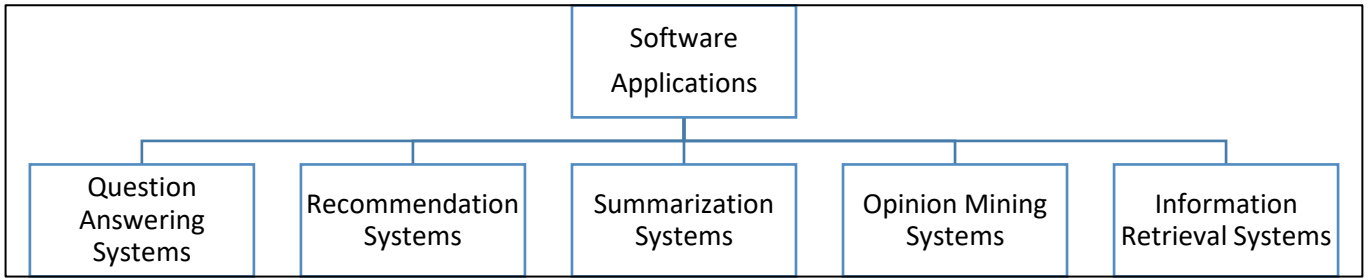 Software
Applications
Question
Answering
Systems
Recommendation
Systems
Summarization
Systems
Opinion Mining
Systems
Information
Retrieval Systems